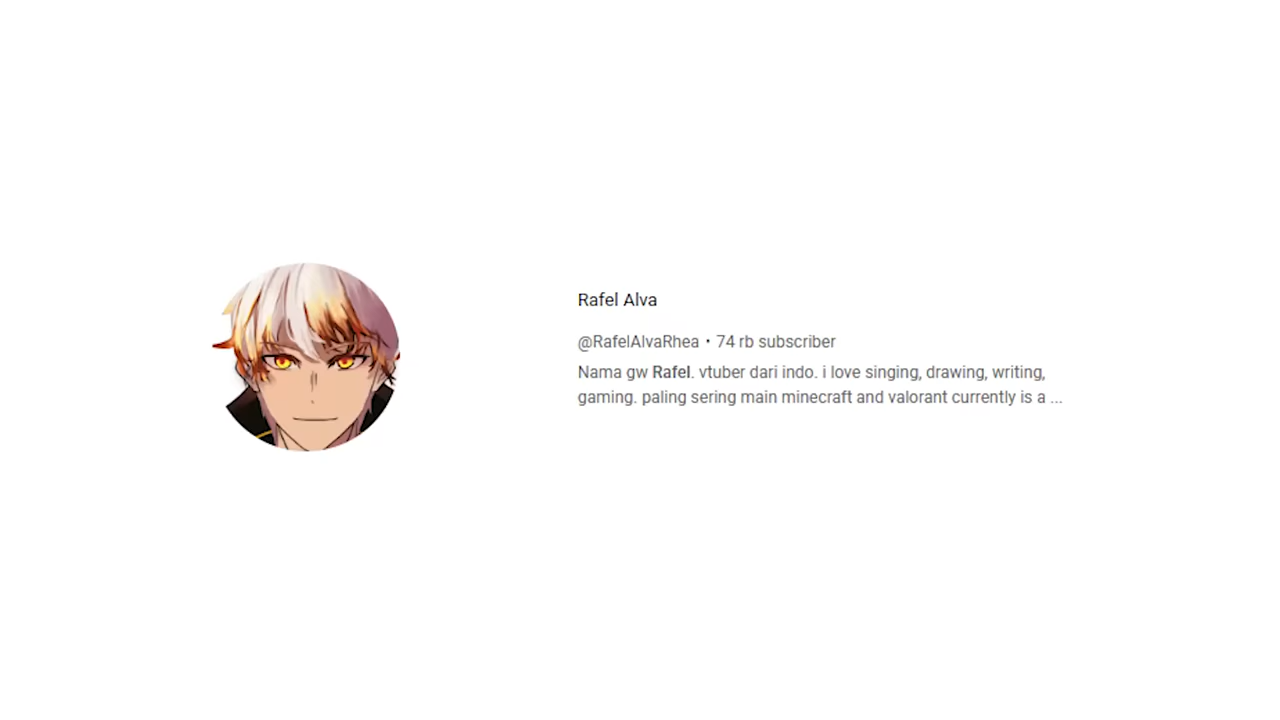 Rafel Alva
@RafelAlvaRhea • 74 rb subscriber
Nama gw Rafel. vtuber dari indo. i love singing, drawing, writing,
gaming. paling sering main minecraft and valorant currently is a ...